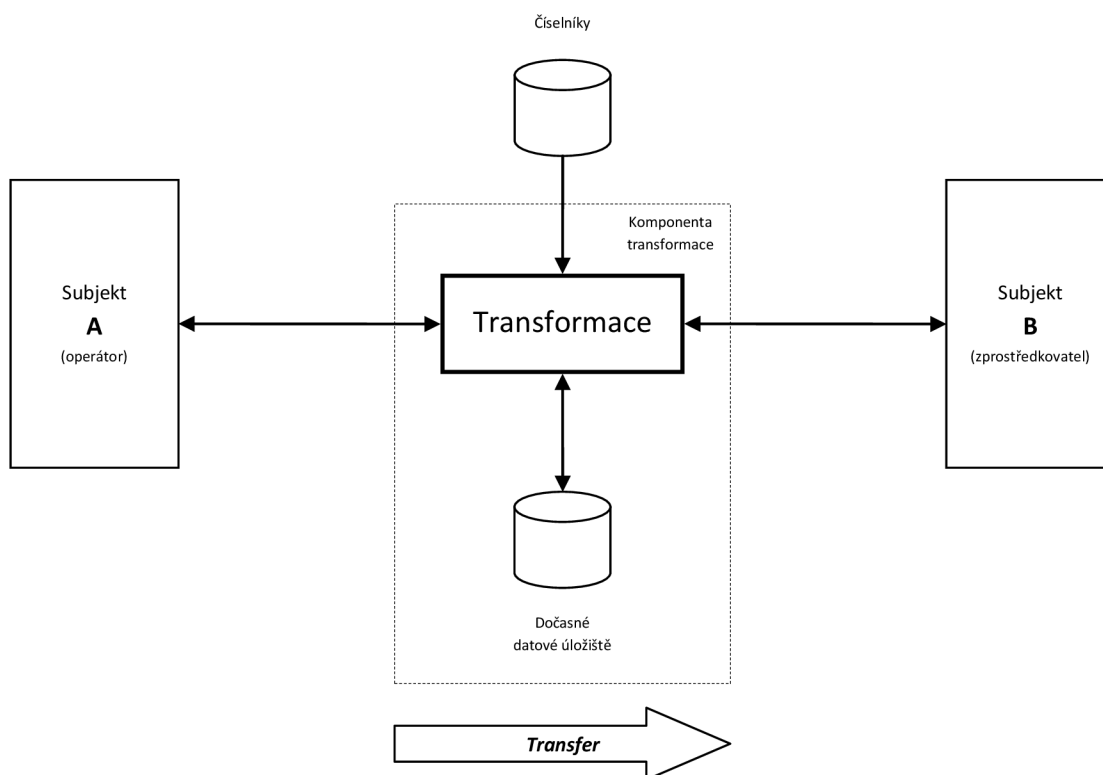 Číselníky
Komponenta
transformace
Subjekt
A
(operátor)
Transformace
Subjekt
B
(zprostředkovatel)
Dočasné
datové úložiště
Transfer